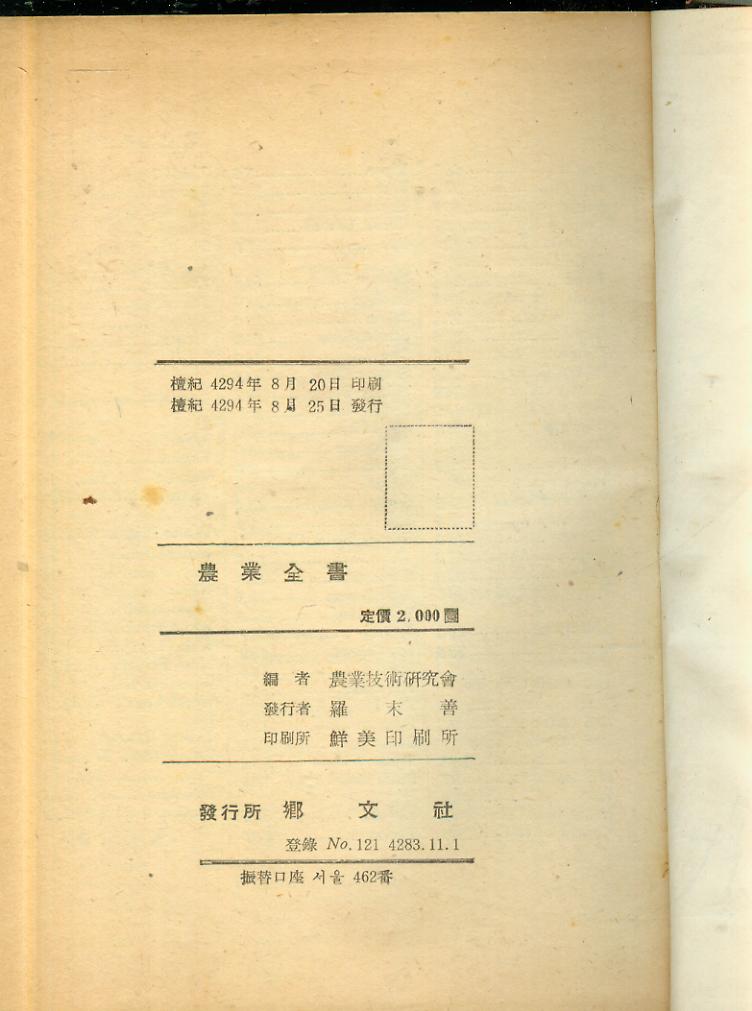 檀紀 4294年 8月 20日 印刷
檀紀 4294年 8月 25日 發行
農業全書
定價 2,000圜
編者 農業技術硏究會
發行者 羅末善
印刷所 鮮美印刷所
發行所 鄕文社
登錄 No.121 4283.11.1
振替口座 서울 462番